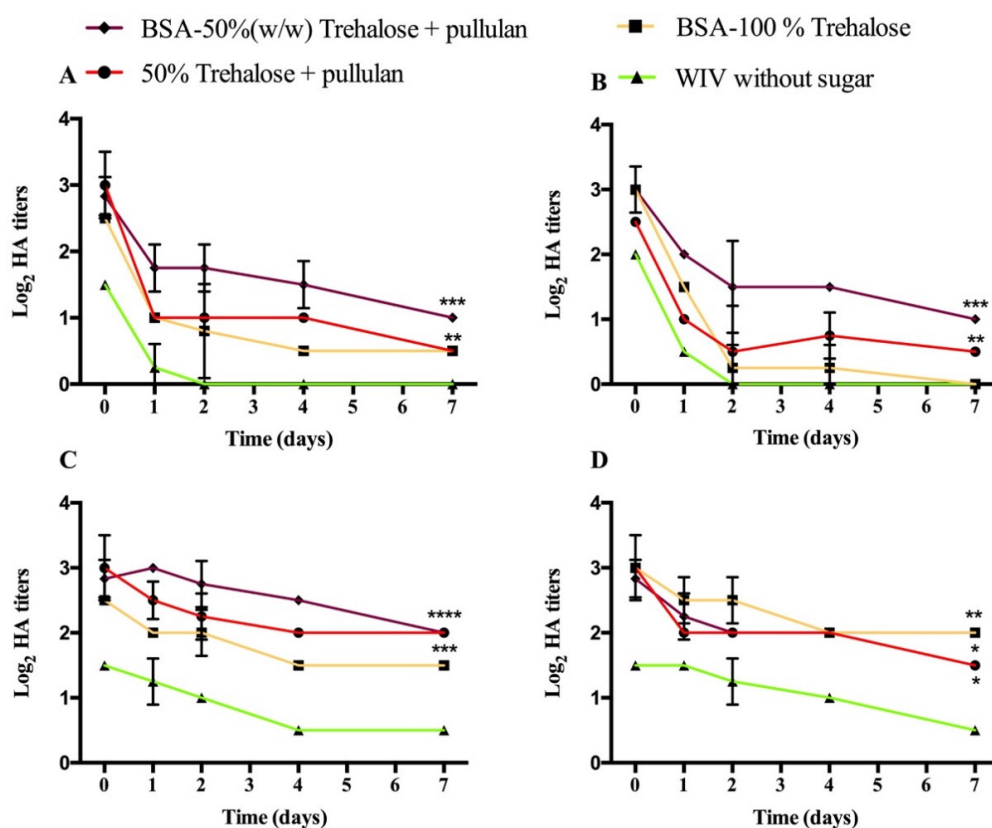 BSA-50%(w/w) Trehalose + pullulan
BSA-100 % Trehalose
A
50% Trehalose + pullulan
B
WIV without sugar
4
3
2
1
0
Log2 HA titers
***
**
0 1 2 3 4 5 6 7
Time (days)
4
3
2
1
0
Log2 HA titers
***
**
0 1 2 3 4 5 6 7
Time (days)
C
4
3
2
1
0
Log2 HA titers
****
***
0 1 2 3 4 5 6 7
Time (days)
D
4
3
2
1
0
Log2 HA titers
**
*
*
0 1 2 3 4 5 6 7
Time (days)